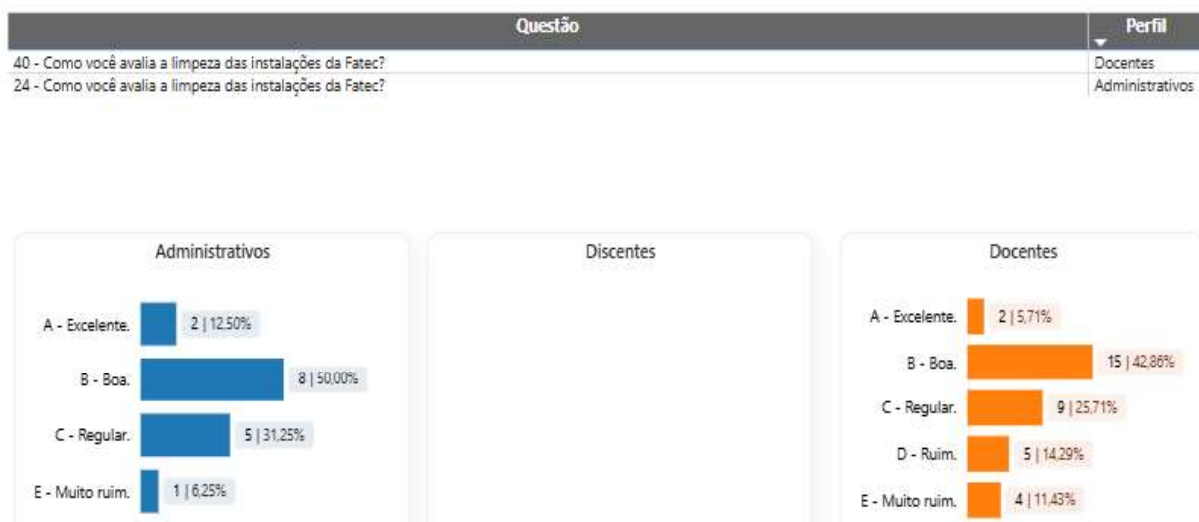 Questão Perfil
40 - Como você avalia a limpeza das instalações da Fatec? Docentes
24 - Como você avalia a limpeza das instalações da Fatec? Administrativos
Administrativos
A - Excelente. 2 | 12,50%
B - Boa. 8 | 50,00%
C - Regular. 5 | 31,25%
E - Muito ruim. 1 | 6,25%
Discentes
Docentes
A - Excelente. 2 | 5,71%
B - Boa. 15 | 42,86%
C - Regular. 9 | 25,71%
D - Ruim. 5 | 14,29%
E - Muito ruim. 4 | 11,43%